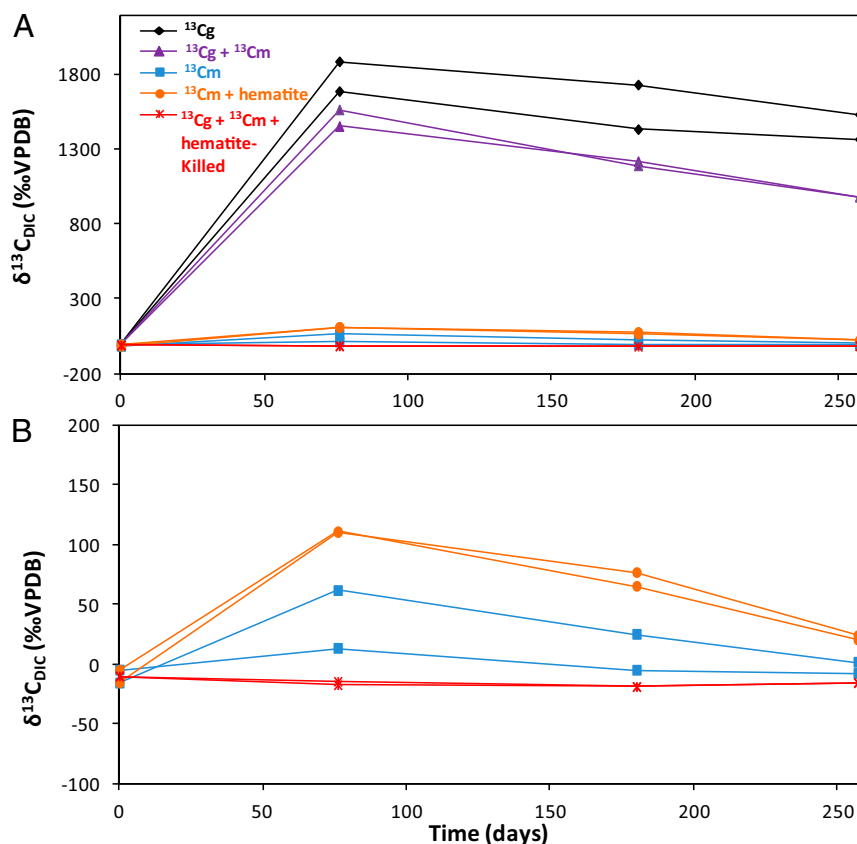 A
¹³Cg
¹³Cg + ¹³Cm
¹³Cm
¹³Cm + hematite
¹³Cg + ¹³Cm +
hematite-
Killed
1800
1300
800
300
-200
δ¹³C_DIC (‰VPDB)
0 50 100 150 200 250
B
200
150
100
50
0
-50
-100
δ¹³C_DIC (‰VPDB)
0 50 100 150 200 250
Time (days)